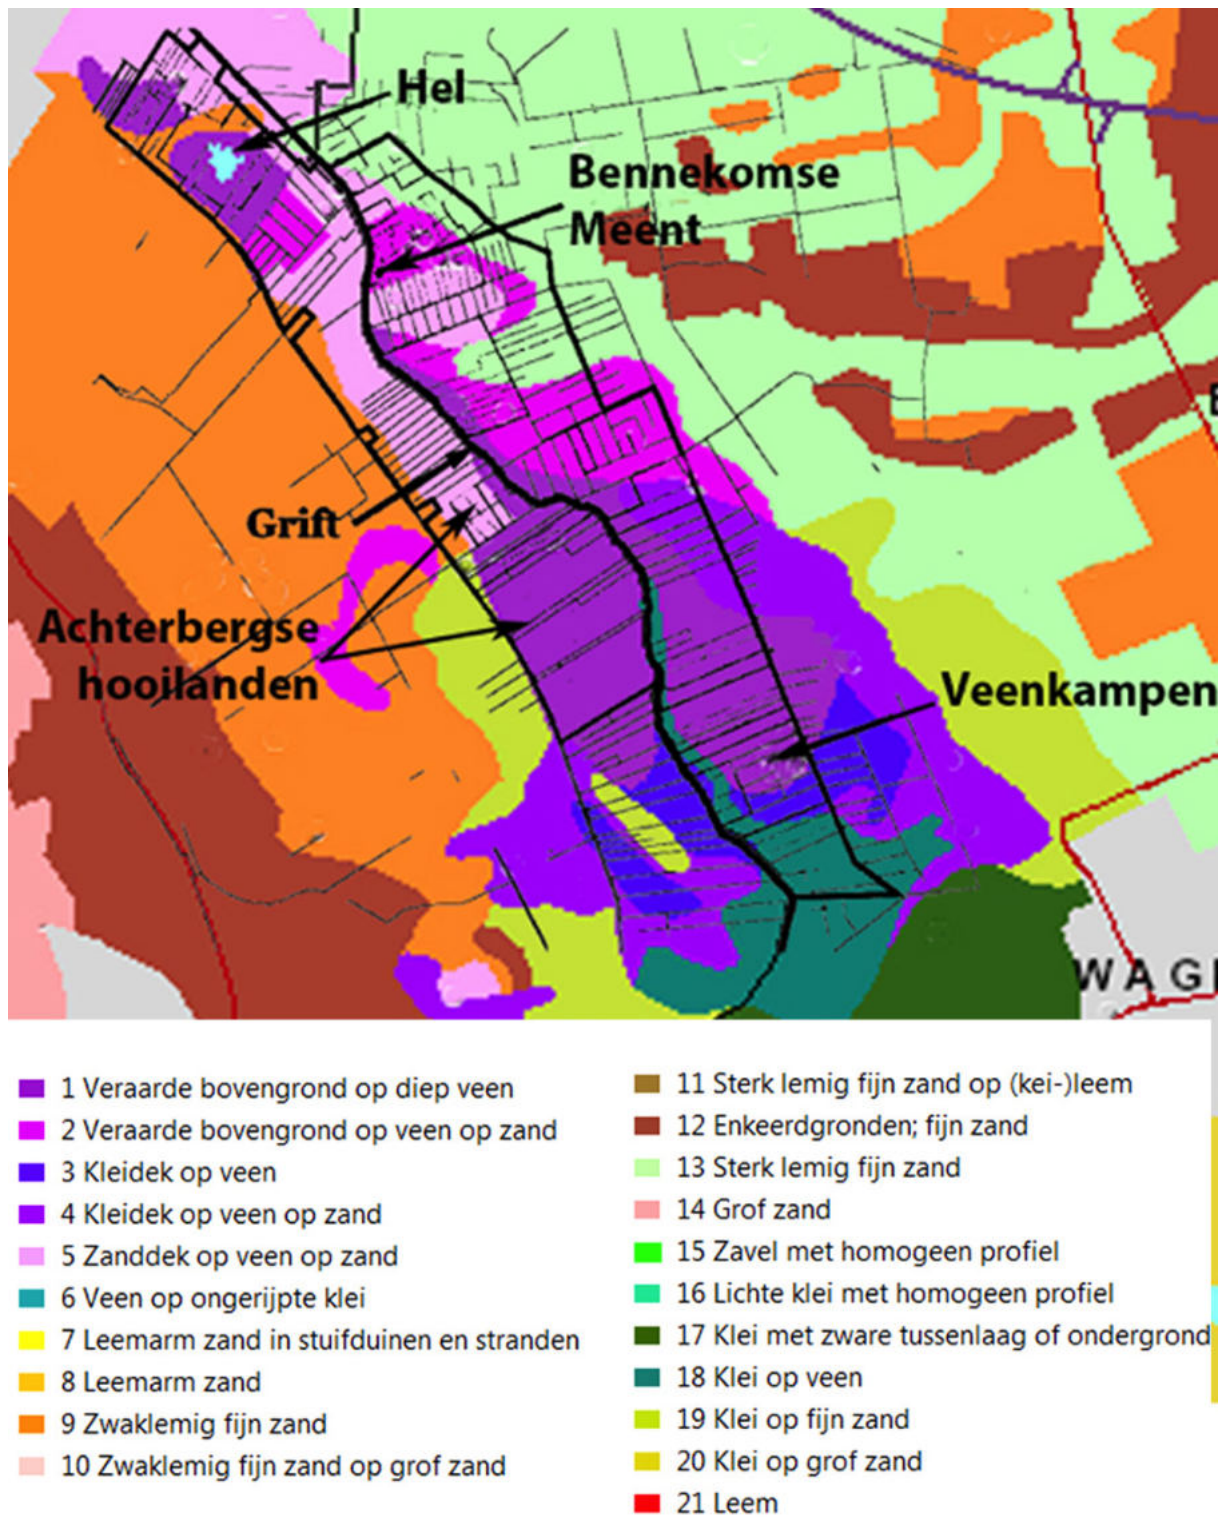 Hel
Bennekomse
Meent
Grift
Achterbergse
hooilanden
Veenkampen
WAG
1 Veraarde bovengrond op diep veen
2 Veraarde bovengrond op veen op zand
3 Kleidek op veen
4 Kleidek op veen op zand
5 Zanddek op veen op zand
6 Veen op ongerijpte klei
7 Leemarm zand in stuifduinen en stranden
8 Leemarm zand
9 Zwaklemig fijn zand
10 Zwaklemig fijn zand op grof zand
11 Sterk lemig fijn zand op (kei-)leem
12 Enkeerdgronden; fijn zand
13 Sterk lemig fijn zand
14 Grof zand
15 Zavel met homogeen profiel
16 Lichte klei met homogeen profiel
17 Klei met zware tussenlaag of ondergrond
18 Klei op veen
19 Klei op fijn zand
20 Klei op grof zand
21 Leem